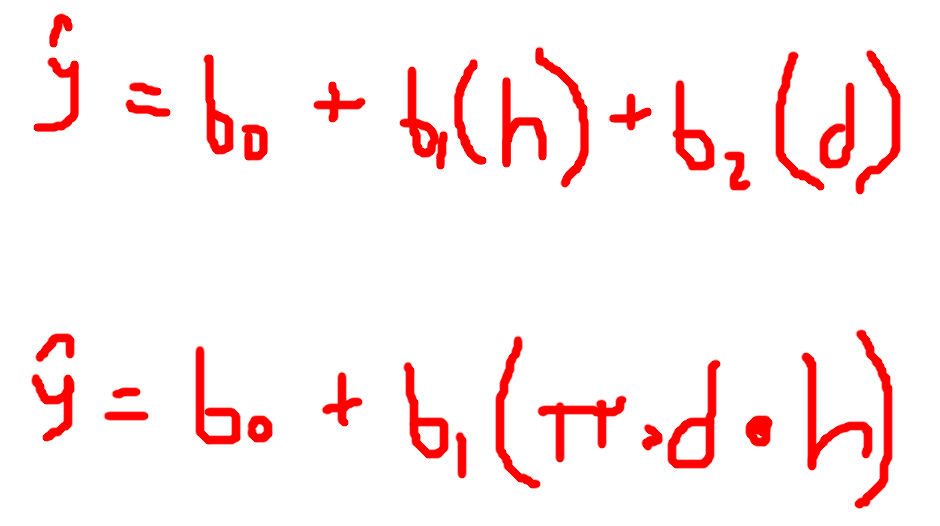 ŷ = b₀ + b₁(h) + b₂(d)
ŷ = b₀ + b₁(π · d · h)